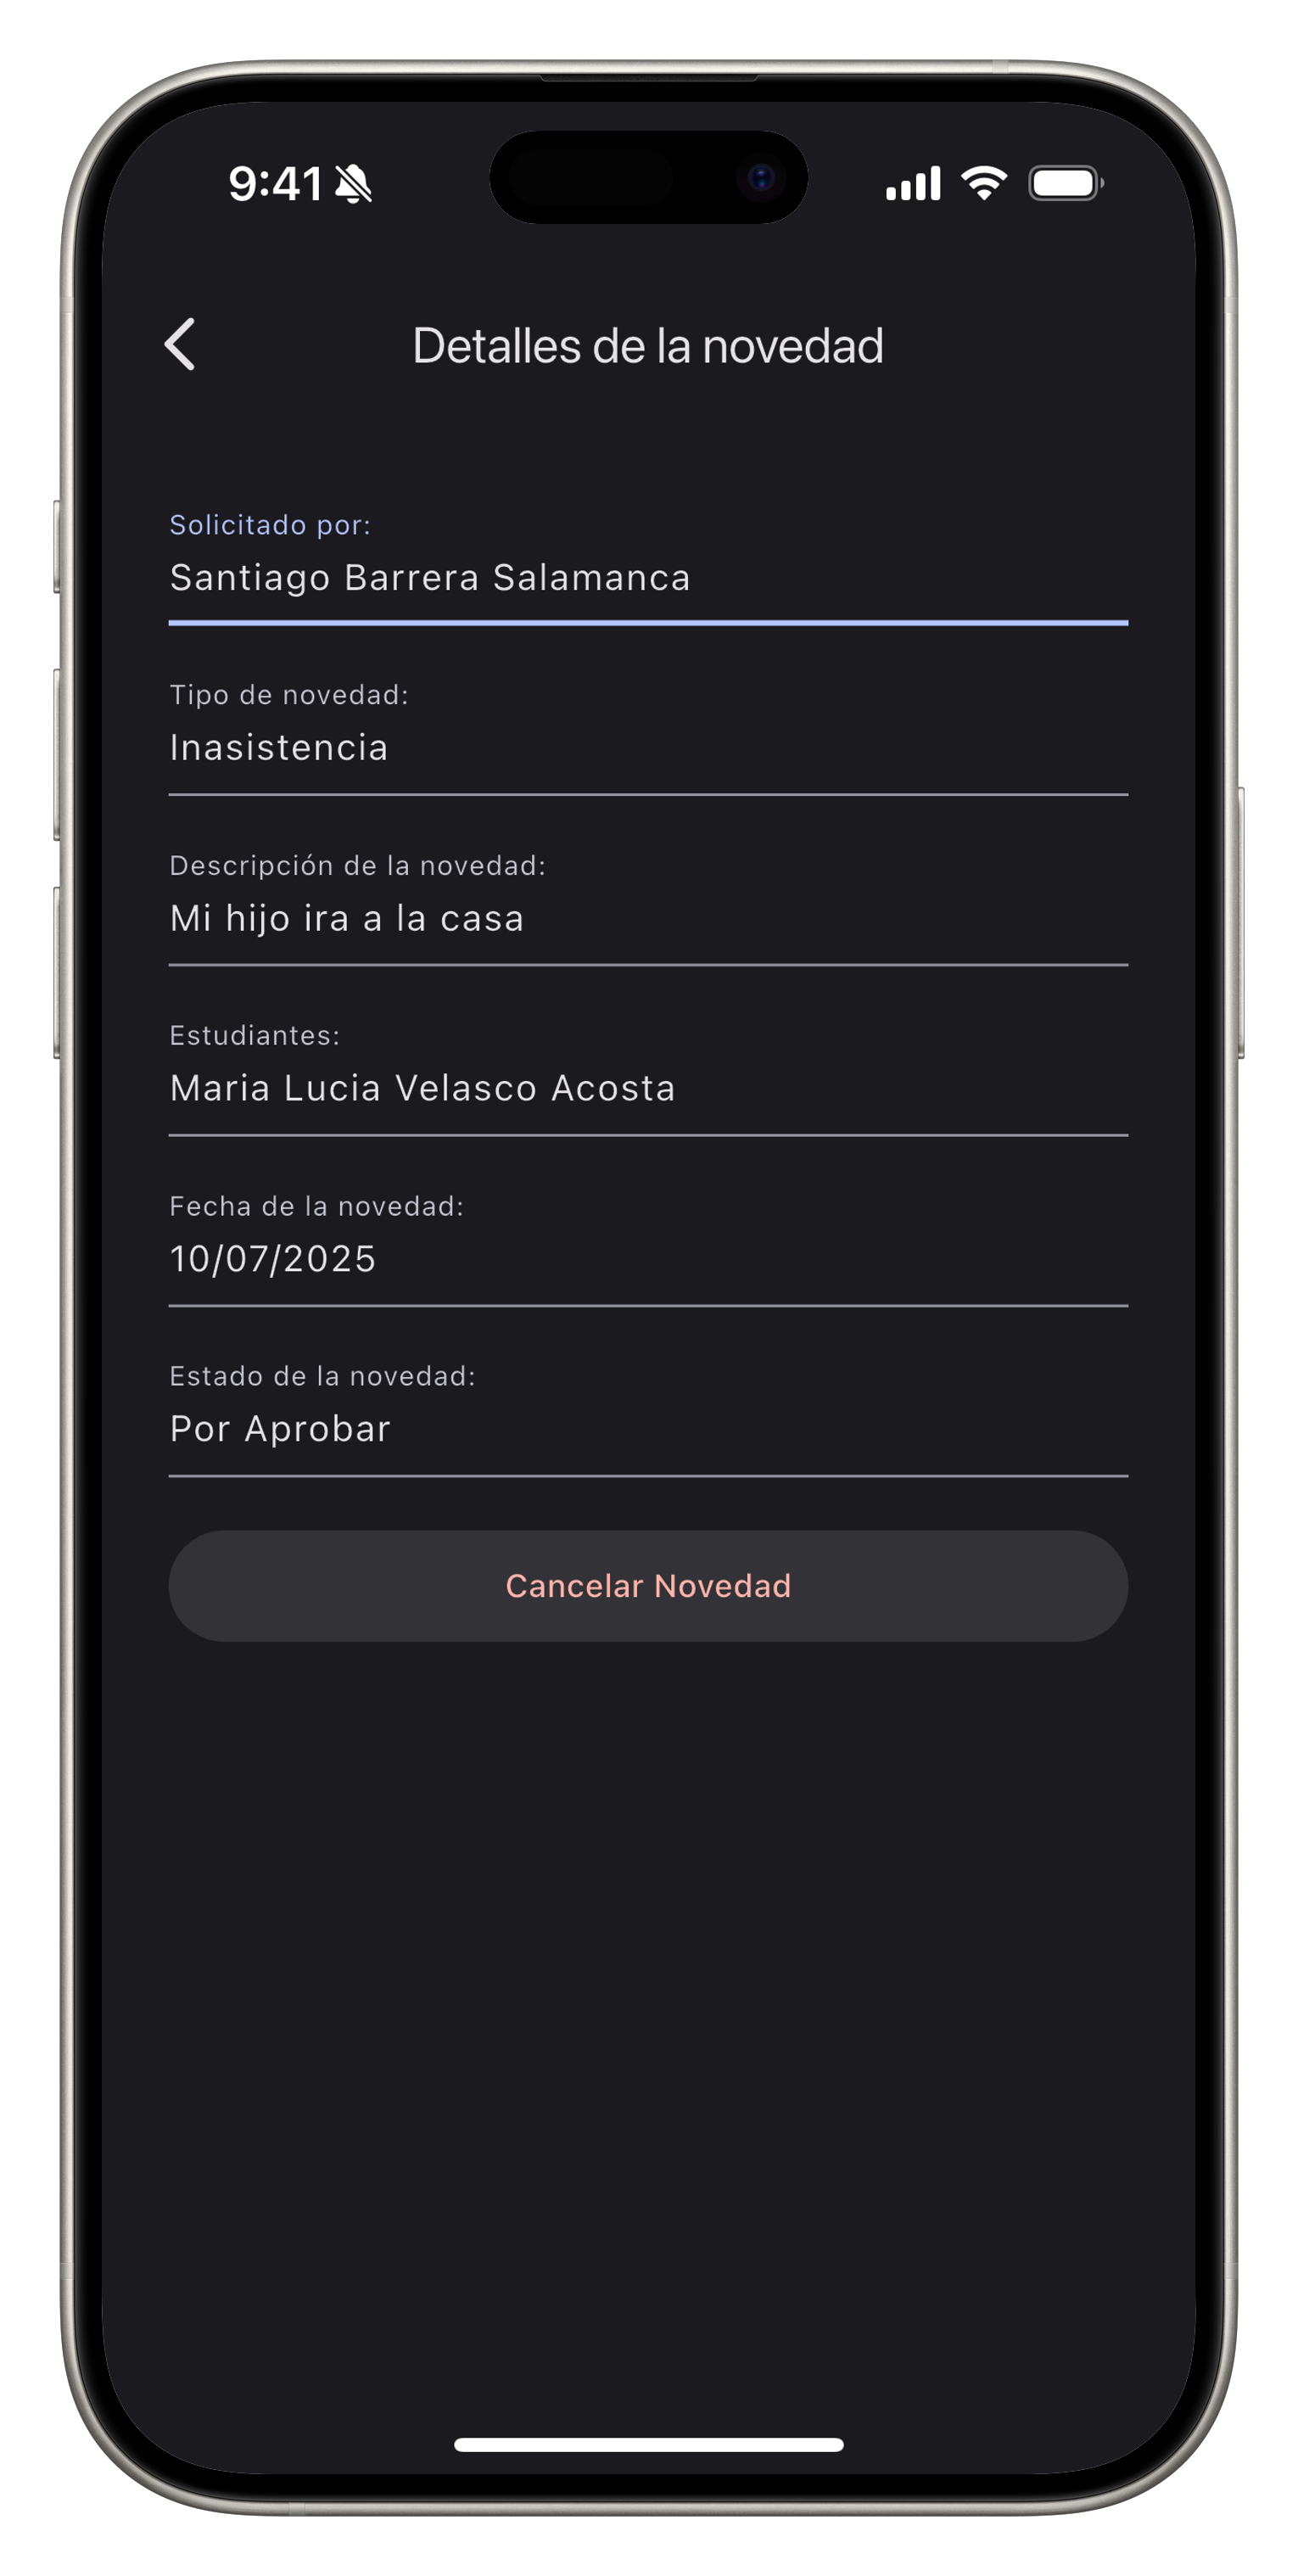 9:41
Detalles de la novedad
Solicitado por:
Santiago Barrera Salamanca
Tipo de novedad:
Inasistencia
Descripción de la novedad:
Mi hijo ira a la casa
Estudiantes:
Maria Lucia Velasco Acosta
Fecha de la novedad:
10/07/2025
Estado de la novedad:
Por Aprobar
Cancelar Novedad